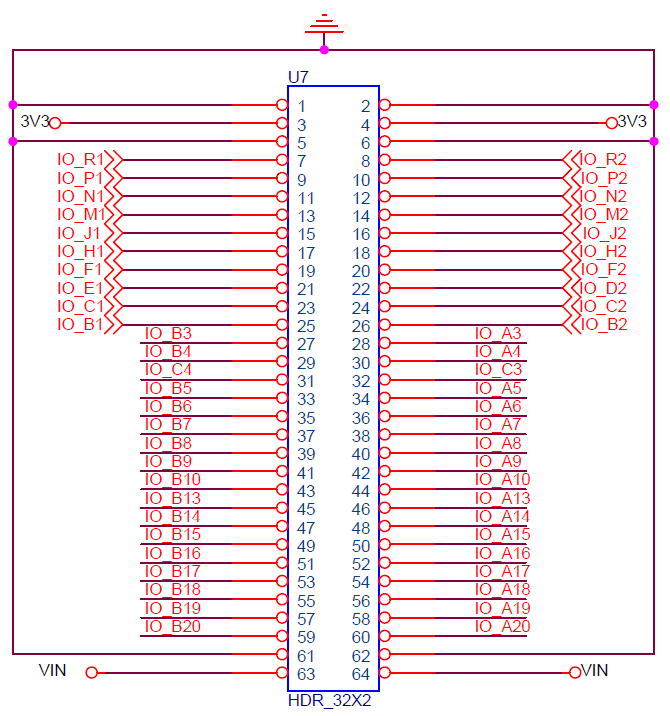 U7
1 2
3V3 3 4 3V3
5 6
IO_R1 7 8 IO_R2
IO_P1 9 10 IO_P2
IO_N1 11 12 IO_N2
IO_M1 13 14 IO_M2
IO_J1 15 16 IO_J2
IO_H1 17 18 IO_H2
IO_F1 19 20 IO_F2
IO_E1 21 22 IO_D2
IO_C1 23 24 IO_C2
IO_B1 25 26 IO_B2
IO_B3 27 28 IO_A3
IO_B4 29 30 IO_A4
IO_C4 31 32 IO_C3
IO_B5 33 34 IO_A5
IO_B6 35 36 IO_A6
IO_B7 37 38 IO_A7
IO_B8 39 40 IO_A8
IO_B9 41 42 IO_A9
IO_B10 43 44 IO_A10
IO_B13 45 46 IO_A13
IO_B14 47 48 IO_A14
IO_B15 49 50 IO_A15
IO_B16 51 52 IO_A16
IO_B17 53 54 IO_A17
IO_B18 55 56 IO_A18
IO_B19 57 58 IO_A19
IO_B20 59 60 IO_A20
61 62
VIN 63 64 VIN
HDR_32X2